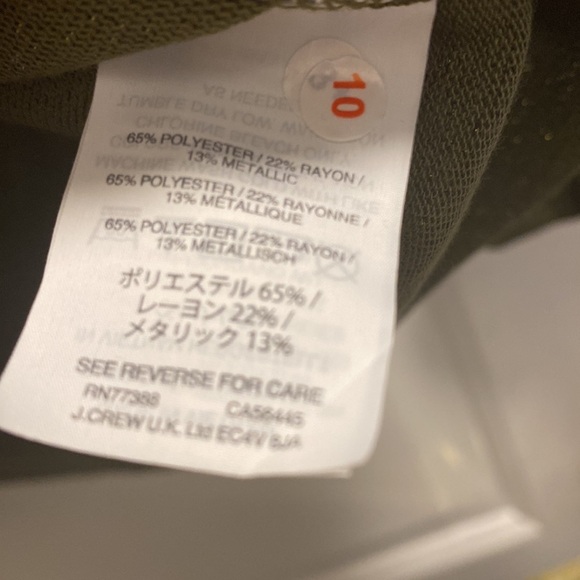 10
65% POLYESTER / 22% RAYON /
13% METALLIC
65% POLYESTER / 22% RAYONNE /
13% MÉTALLIQUE
65% POLYESTER / 22% RAYON /
13% METALLISCH
ポリエステル 65% /
レーヨン 22% /
メタリック 13%
SEE REVERSE FOR CARE
RN77388 CA56445
J.CREW U.K. Ltd EC4V